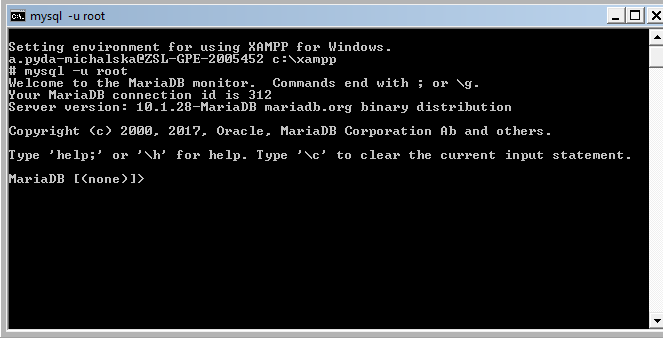 mysql -u root
Setting environment for using XAMPP for Windows.
a.pyda-michalska@ZSL-GPE-2005452 c:\xampp
# mysql -u root
Welcome to the MariaDB monitor.  Commands end with ; or \g.
Your MariaDB connection id is 312
Server version: 10.1.28-MariaDB mariadb.org binary distribution
Copyright (c) 2000, 2017, Oracle, MariaDB Corporation Ab and others.
Type 'help;' or '\h' for help. Type '\c' to clear the current input statement.
MariaDB [(none)]>